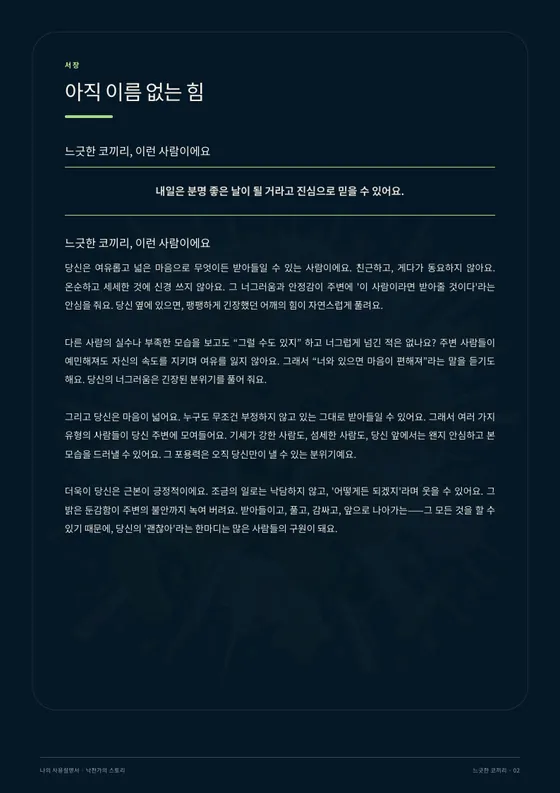 서장
아직 이름 없는 힘
느긋한 코끼리, 이런 사람이에요
내일은 분명 좋은 날이 될 거라고 진심으로 믿을 수 있어요.
느긋한 코끼리, 이런 사람이에요
당신은 여유롭고 넓은 마음으로 무엇이든 받아들일 수 있는 사람이에요. 친근하고, 게다가 동요하지 않아요.
온순하고 세세한 것에 신경 쓰지 않아요. 그 너그러움과 안정감이 주변에 '이 사람이라면 받아줄 것이다'라는
안심을 줘요. 당신 옆에 있으면, 팽팽하게 긴장했던 어깨의 힘이 자연스럽게 풀려요.
다른 사람의 실수나 부족한 모습을 보고도 “그럴 수도 있지” 하고 너그럽게 넘긴 적은 없나요? 주변 사람들이
예민해져도 자신의 속도를 지키며 여유를 잃지 않아요. 그래서 “너와 있으면 마음이 편해져”라는 말을 듣기도
해요. 당신의 너그러움은 긴장된 분위기를 풀어 줘요.
그리고 당신은 마음이 넓어요. 누구도 무조건 부정하지 않고 있는 그대로 받아들일 수 있어요. 그래서 여러 가지
유형의 사람들이 당신 주변에 모여들어요. 기세가 강한 사람도, 섬세한 사람도, 당신 앞에서는 왠지 안심하고 본
모습을 드러낼 수 있어요. 그 포용력은 오직 당신만이 낼 수 있는 분위기예요.
더욱이 당신은 근본이 긍정적이에요. 조금의 일로는 낙담하지 않고, '어떻게든 되겠지'라며 웃을 수 있어요. 그
밝은 둔감함이 주변의 불안까지 녹여 버려요. 받아들이고, 풀고, 감싸고, 앞으로 나아가는——그 모든 것을 할 수
있기 때문에, 당신의 '괜찮아'라는 한마디는 많은 사람들의 구원이 돼요.
나의 사용설명서 · 낙천가의 스토리
느긋한 코끼리 · 02